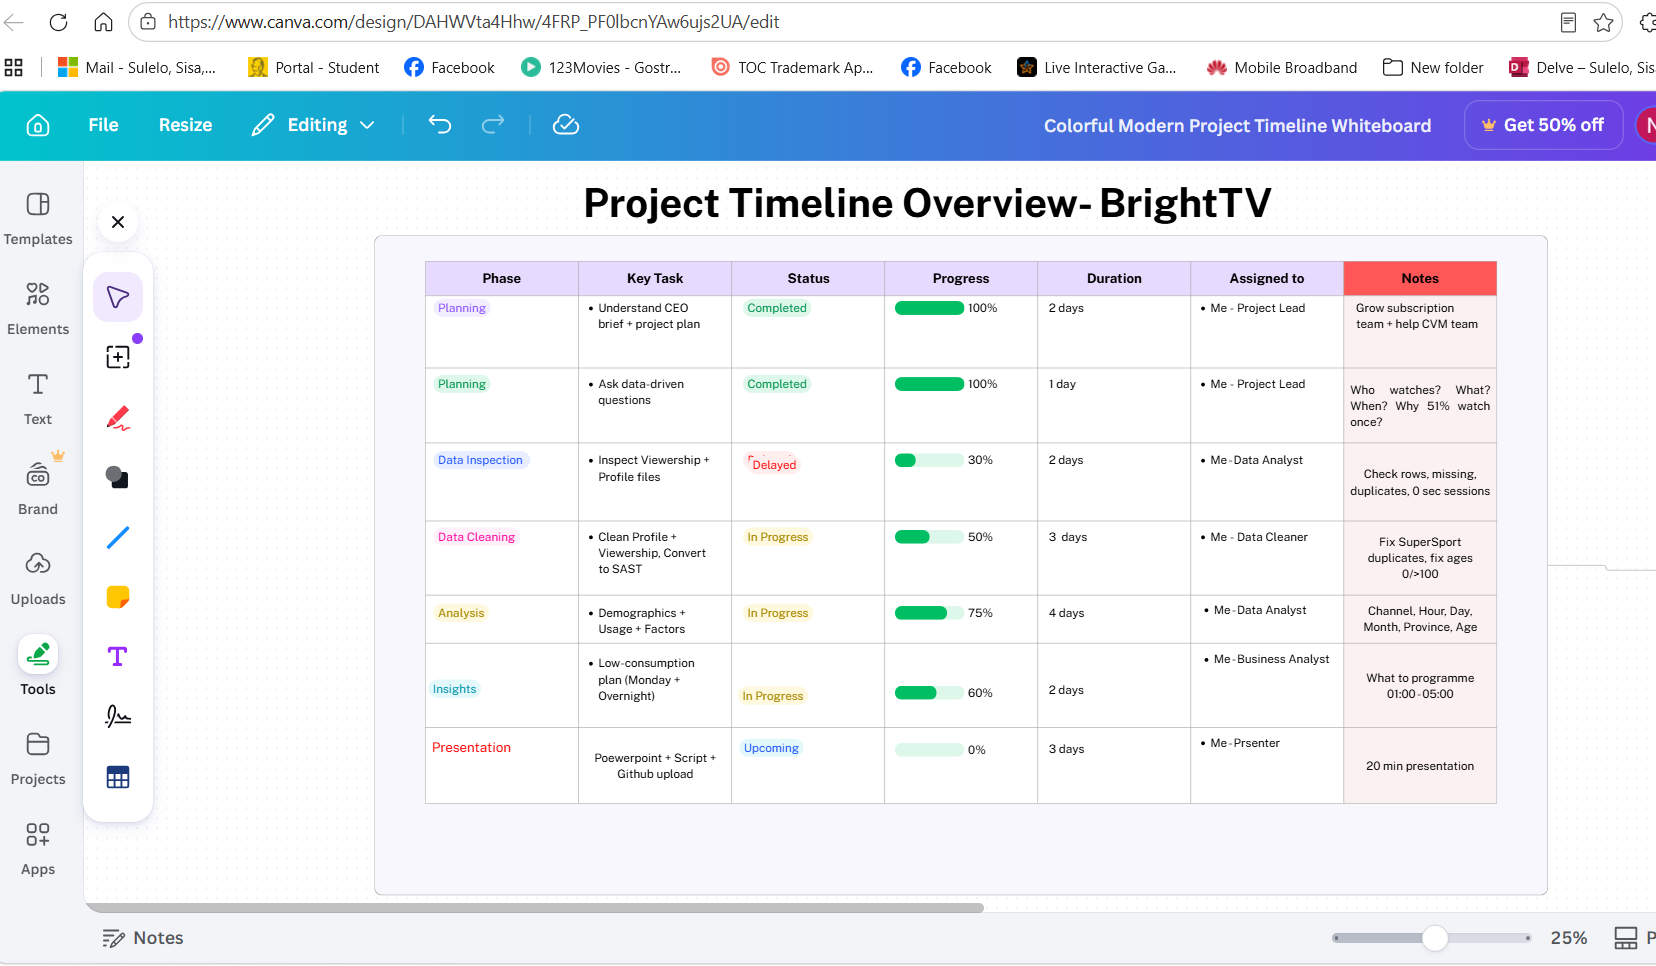 https://www.canva.com/design/DAHWVta4Hhw/4FRP_PF0lbcnYAw6ujs2UA/edit
Mail - Sulelo, Sisa,...
Portal - Student
Facebook
123Movies - Gostr...
TOC Trademark Ap...
Facebook
Live Interactive Ga...
Mobile Broadband
New folder
Delve – Sulelo, Sis
File
Resize
Editing
Colorful Modern Project Timeline Whiteboard
Get 50% off
N
Templates
Elements
Text
Brand
Uploads
Tools
Projects
Apps
Project Timeline Overview- BrightTV
Phase
Key Task
Status
Progress
Duration
Assigned to
Notes
Planning
• Understand CEO
brief + project plan
Completed
100%
2 days
• Me - Project Lead
Grow subscription
team + help CVM team
Planning
• Ask data-driven
questions
Completed
100%
1 day
• Me - Project Lead
Who watches? What?
When? Why 51% watch
once?
Data Inspection
• Inspect Viewership +
Profile files
Delayed
30%
2 days
• Me-Data Analyst
Check rows, missing,
duplicates, 0 sec sessions
Data Cleaning
• Clean Profile +
Viewership, Convert
to SAST
In Progress
50%
3 days
• Me - Data Cleaner
Fix SuperSport
duplicates, fix ages
0/>100
Analysis
• Demographics +
Usage + Factors
In Progress
75%
4 days
• Me-Data Analyst
Channel, Hour, Day,
Month, Province, Age
Insights
• Low-consumption
plan (Monday +
Overnight)
In Progress
60%
2 days
• Me-Business Analyst
What to programme
01:00-05:00
Presentation
Poewerpoint + Script +
Github upload
Upcoming
0%
3 days
• Me-Prsenter
20 min presentation
Notes
25%
P